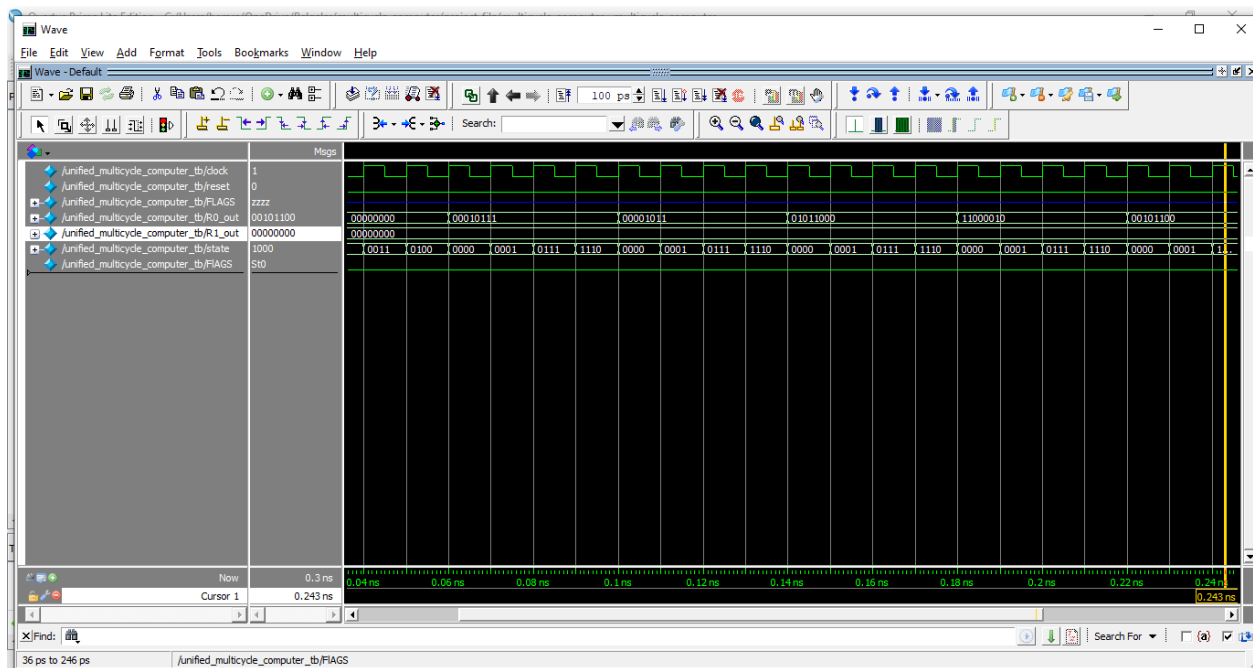 Wave
File Edit View Add Format Tools Bookmarks Window Help
Wave - Default
100 ps
Search:
Msgs
/unified_multicycle_computer_tb/clock 1
/unified_multicycle_computer_tb/reset 0
/unified_multicycle_computer_tb/FLAGS zzzz
/unified_multicycle_computer_tb/R0_out 00101100 00000000 00010111 00001011 01011000 11000010 00101100
/unified_multicycle_computer_tb/R1_out 00000000 00000000
/unified_multicycle_computer_tb/state 1000 0011 0100 0000 0001 0111 1110 0000 0001 0111 1110 0000 0001 0111 1110 0000 0001 0111 1110 0000 0001 1...
/unified_multicycle_computer_tb/FlAGS St0
Now 0.3 ns 0.04 ns 0.06 ns 0.08 ns 0.1 ns 0.12 ns 0.14 ns 0.16 ns 0.18 ns 0.2 ns 0.22 ns 0.24 n
Cursor 1 0.243 ns 0.243 ns
Find: Search For {a}
36 ps to 246 ps /unified_multicycle_computer_tb/FlAGS